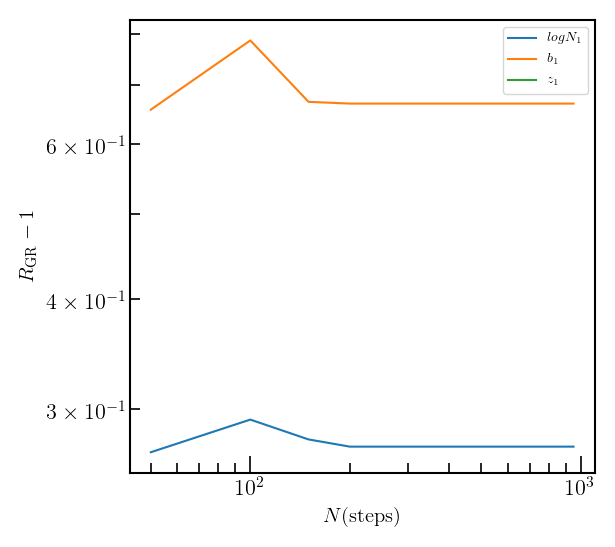 logN₁
b₁
z₁
6 × 10⁻¹
4 × 10⁻¹
3 × 10⁻¹
R_GR − 1
10² 10³
N(steps)